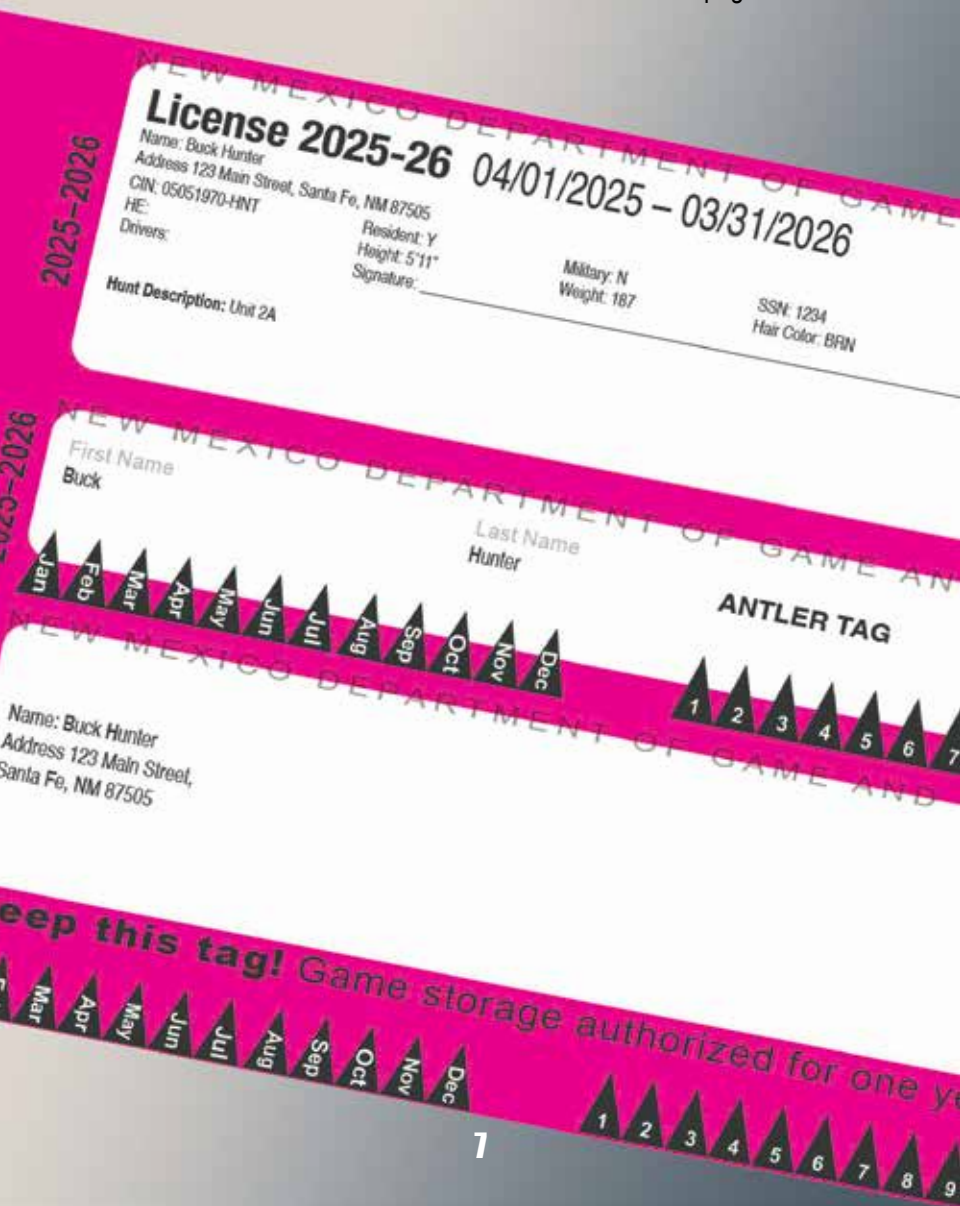 2025–2026
NEW MEXICO DEPARTMENT OF GAME
License 2025-26 04/01/2025 – 03/31/2026
Name: Buck Hunter
Address 123 Main Street, Santa Fe, NM 87505
CIN: 05051970-HNT
HE:
Drivers:
Resident: Y
Height: 5'11"
Signature:
Military: N
Weight: 187
SSN: 1234
Hair Color: BRN
Hunt Description: Unit 2A
2025–2026
NEW MEXICO DEPARTMENT OF GAME AN
First Name
Buck
Last Name
Hunter
ANTLER TAG
Jan Feb Mar Apr May Jun Jul Aug Sep Oct Nov Dec
1 2 3 4 5 6 7
NEW MEXICO DEPARTMENT OF GAME AND
Name: Buck Hunter
Address 123 Main Street,
Santa Fe, NM 87505
eep this tag! Game storage authorized for one ye
Mar Apr May Jun Jul Aug Sep Oct Nov Dec
1 2 3 4 5 6 7 8 9
7